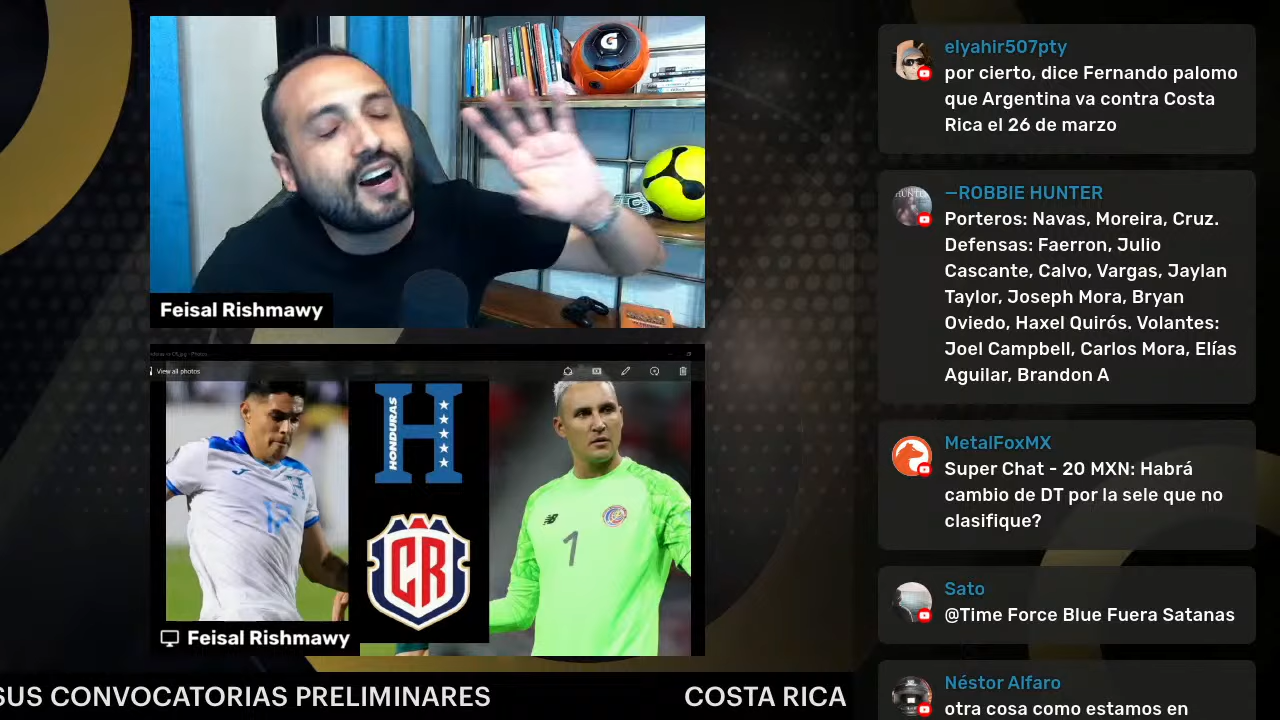 G
Feisal Rishmawy
View all photos
HONDURAS
H
17
CR
1
Feisal Rishmawy
SUS CONVOCATORIAS PRELIMINARES
COSTA RICA
elyahir507pty
por cierto, dice Fernando palomo
que Argentina va contra Costa
Rica el 26 de marzo
—ROBBIE HUNTER
Porteros: Navas, Moreira, Cruz.
Defensas: Faerron, Julio
Cascante, Calvo, Vargas, Jaylan
Taylor, Joseph Mora, Bryan
Oviedo, Haxel Quirós. Volantes:
Joel Campbell, Carlos Mora, Elías
Aguilar, Brandon A
MetalFoxMX
Super Chat - 20 MXN: Habrá
cambio de DT por la sele que no
clasifique?
Sato
@Time Force Blue Fuera Satanas
Néstor Alfaro
otra cosa como estamos en